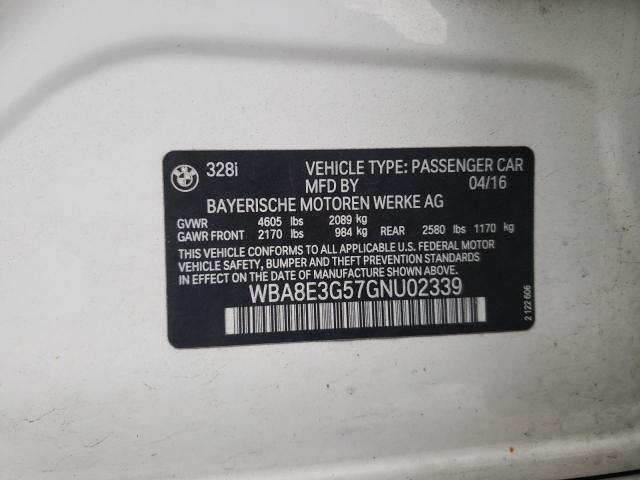 BMW 328i VEHICLE TYPE: PASSENGER CAR
MFD BY 04/16
BAYERISCHE MOTOREN WERKE AG
GVWR 4605 lbs 2089 kg
GAWR FRONT 2170 lbs 984 kg REAR 2580 lbs 1170 kg
THIS VEHICLE CONFORMS TO ALL APPLICABLE U.S. FEDERAL MOTOR
VEHICLE SAFETY, BUMPER AND THEFT PREVENTION STANDARDS
IN EFFECT ON THE DATE OF MANUFACTURE SHOWN ABOVE.
WBA8E3G57GNU02339
2 122 606